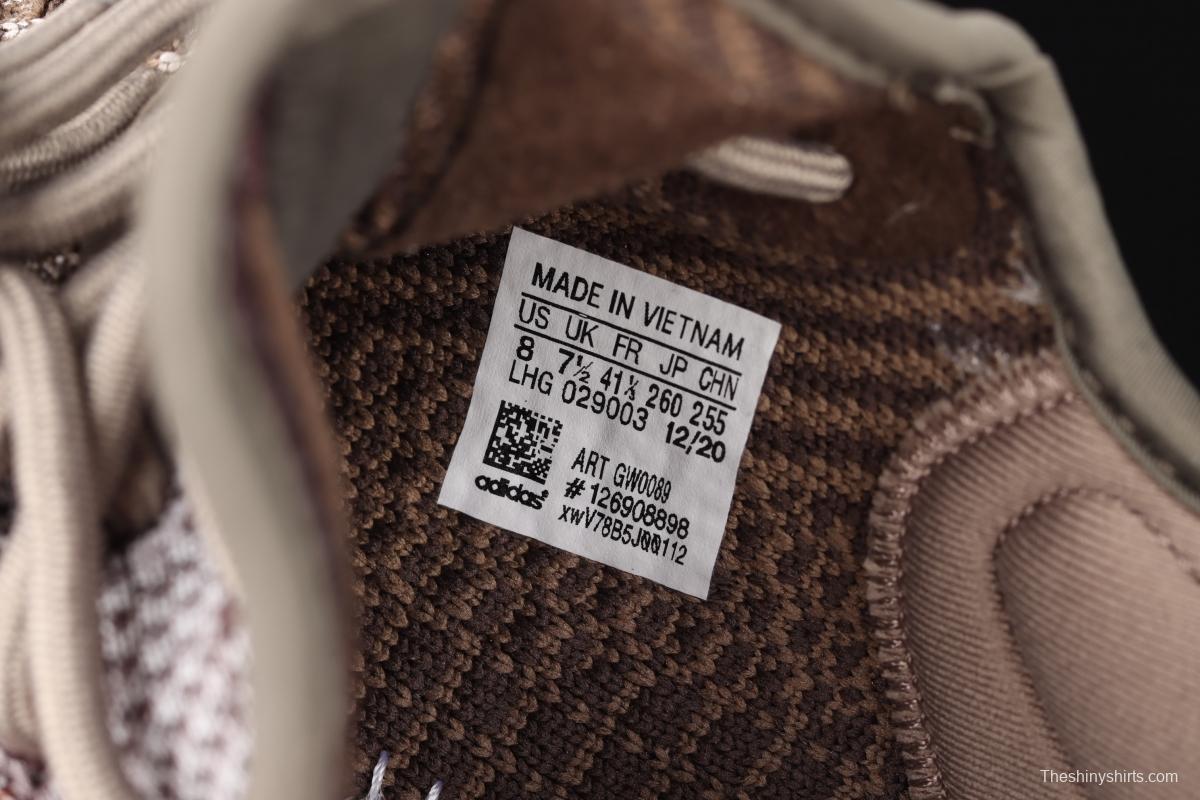 MADE IN VIETNAM
US UK FR JP CHN
8 7½ 41⅓ 260 255
LHG 029003 12/20
ART GW0089
#126908898
xwV78B5J00112
adidas
Theshinyshirts.com